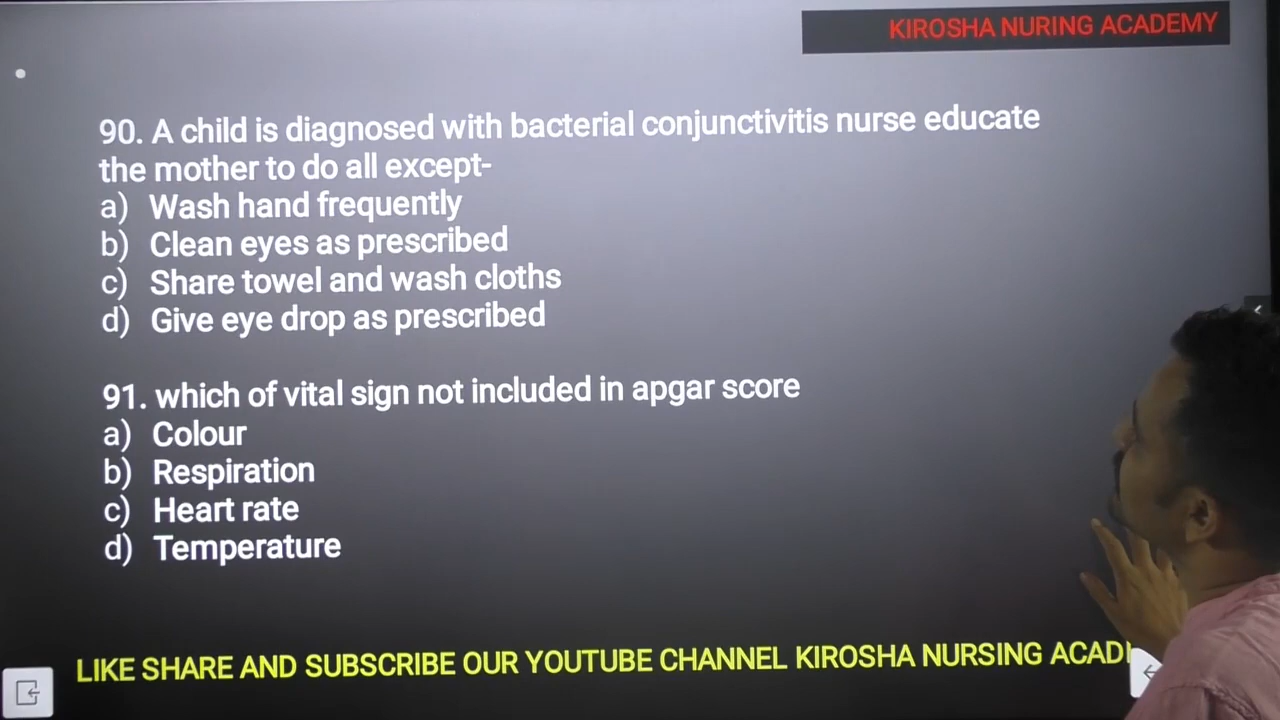 KIROSHA NURING ACADEMY
90. A child is diagnosed with bacterial conjunctivitis nurse educate
the mother to do all except-
a) Wash hand frequently
b) Clean eyes as prescribed
c) Share towel and wash cloths
d) Give eye drop as prescribed
91. which of vital sign not included in apgar score
a) Colour
b) Respiration
c) Heart rate
d) Temperature
LIKE SHARE AND SUBSCRIBE OUR YOUTUBE CHANNEL KIROSHA NURSING